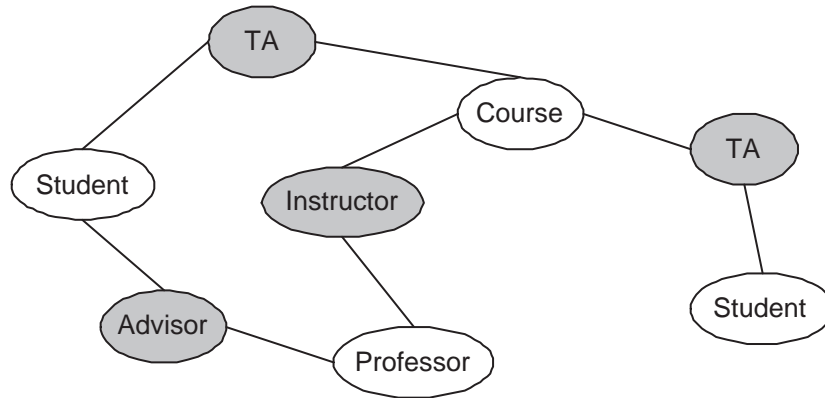 TA
Course
TA
Student
Instructor
Student
Advisor
Professor